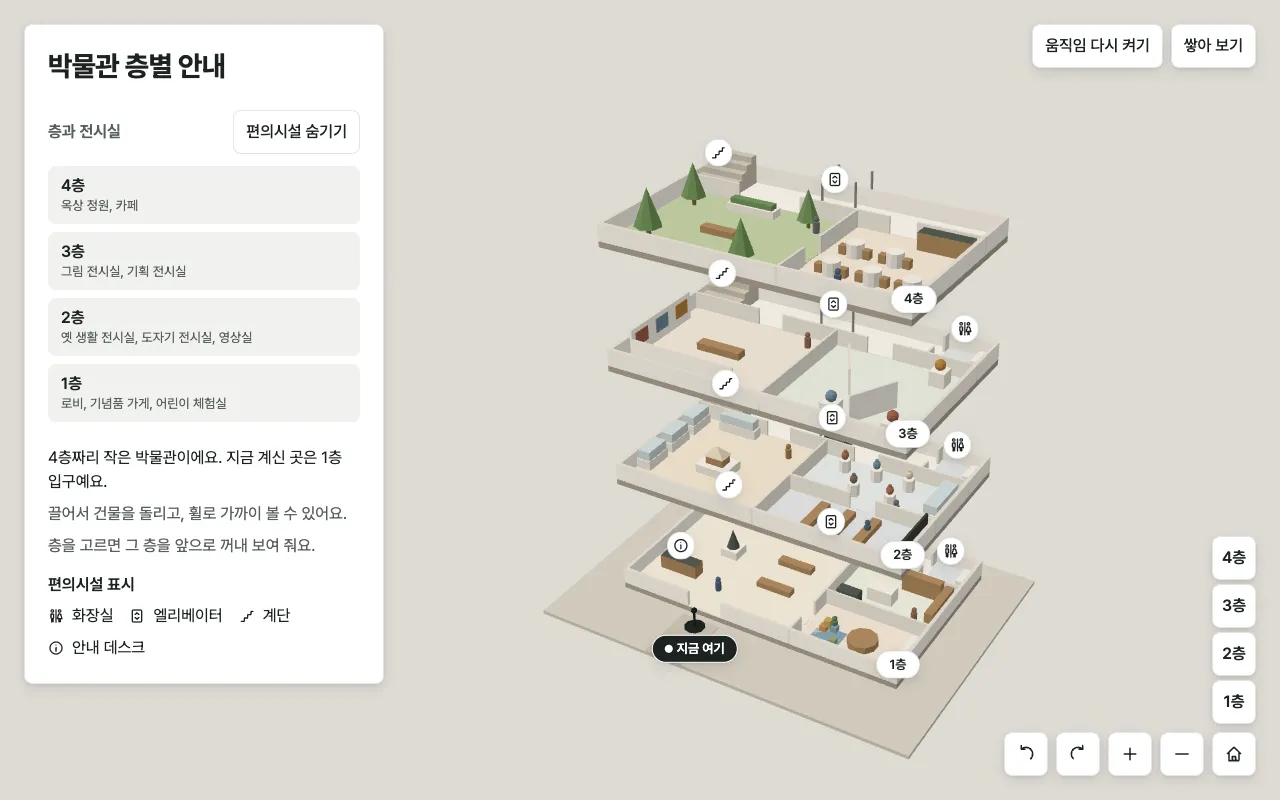 박물관 층별 안내
층과 전시실
편의시설 숨기기
4층
옥상 정원, 카페
3층
그림 전시실, 기획 전시실
2층
옛 생활 전시실, 도자기 전시실, 영상실
1층
로비, 기념품 가게, 어린이 체험실
4층짜리 작은 박물관이에요. 지금 계신 곳은 1층
입구예요.
끌어서 건물을 돌리고, 휠로 가까이 볼 수 있어요.
층을 고르면 그 층을 앞으로 꺼내 보여 줘요.
편의시설 표시
화장실 엘리베이터 계단
안내 데스크
움직임 다시 켜기
쌓아 보기
4층
3층
2층
지금 여기
1층
4층
3층
2층
1층